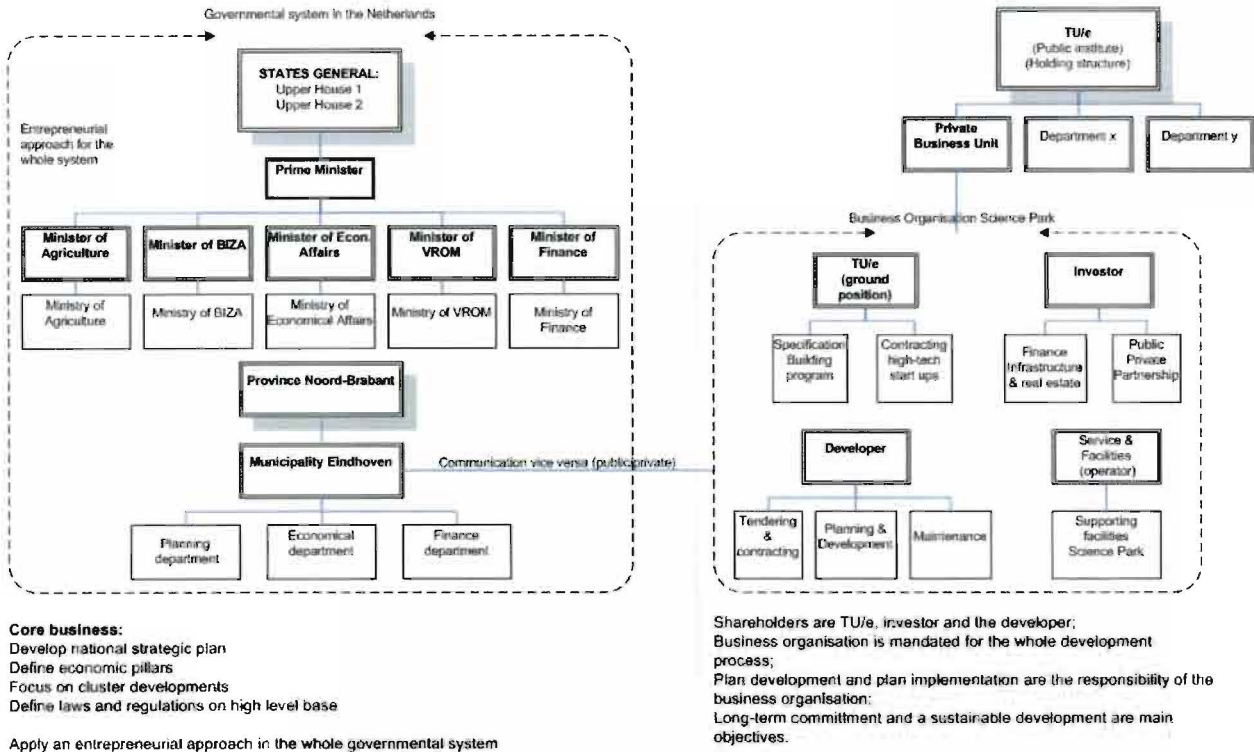 Governmental system in the Netherlands
STATES GENERAL:
Upper House 1
Upper House 2
Entrepreneurial
approach for the
whole system
Prime Minister
Minister of
Agriculture
Minister of BIZA
Minister of Econ.
Affairs
Minister of
VROM
Minister of
Finance
Ministry of
Agriculture
Ministry of BIZA
Ministry of
Economical Affairs
Ministry of VROM
Ministry of
Finance
Province Noord-Brabant
Municipality Eindhoven
Communication vice versa (public/private)
Planning
department
Economical
department
Finance
department
Core business:
Develop national strategic plan
Define economic pillars
Focus on cluster developments
Define laws and regulations on high level base
Apply an entrepreneurial approach in the whole governmental system
TU/e
(Public institute)
(Holding structure)
Private
Business Unit
Department x
Department y
Business Organisation Science Park
TU/e
(ground
position)
Investor
Specification
Building
program
Contracting
high-tech
start ups
Finance
Infrastructure
& real estate
Public
Private
Partnership
Developer
Service &
Facilities
(operator)
Tendering
&
contracting
Planning &
Development
Maintenance
Supporting
facilities
Science Park
Shareholders are TU/e, investor and the developer;
Business organisation is mandated for the whole development
process;
Plan development and plan implementation are the responsibility of the
business organisation;
Long-term committment and a sustainable development are main
objectives.